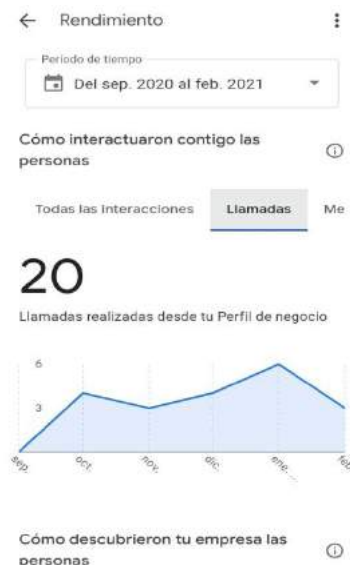 Rendimiento
Periodo de tiempo
Del sep. 2020 al feb. 2021
Cómo interactuaron contigo las
personas
Todas las interacciones Llamadas Me
20
Llamadas realizadas desde tu Perfil de negocio
6
3
sep. oct. nov. dic. ene.... feb.
Cómo descubrieron tu empresa las
personas